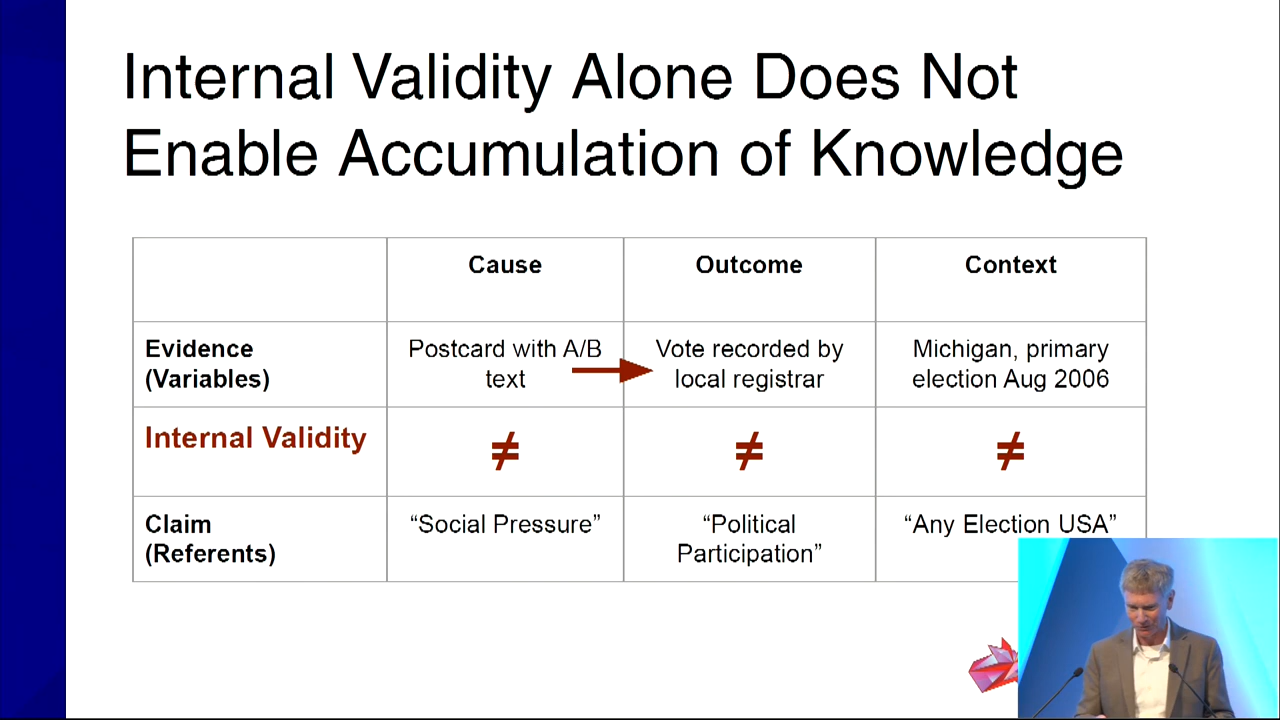 Internal Validity Alone Does Not
Enable Accumulation of Knowledge
Cause
Outcome
Context
Evidence
(Variables)
Postcard with A/B
text
Vote recorded by
local registrar
Michigan, primary
election Aug 2006
Internal Validity
≠
≠
≠
Claim
(Referents)
“Social Pressure”
“Political
Participation”
“Any Election USA”